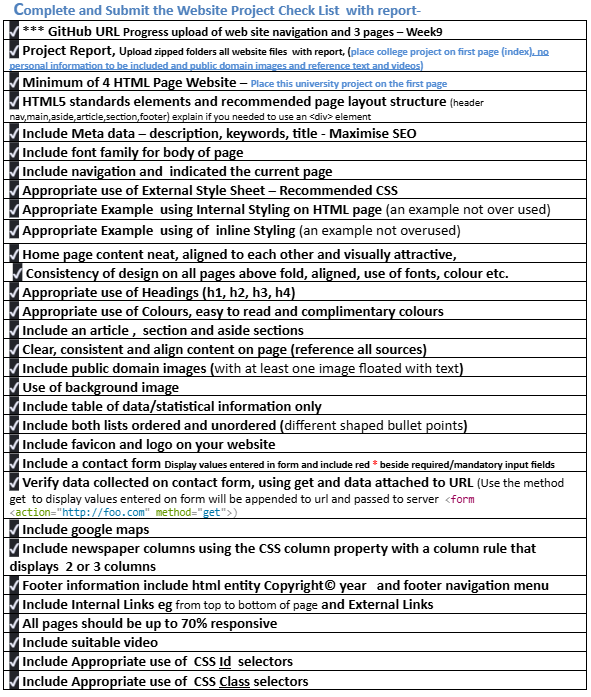 Complete and Submit the Website Project Check List with report-
✓ *** GitHub URL Progress upload of web site navigation and 3 pages – Week9
✓ Project Report, Upload zipped folders all website files with report, (place college project on first page (index), no
personal information to be included and public domain images and reference text and videos)
✓ Minimum of 4 HTML Page Website – Place this university project on the first page
✓ HTML5 standards elements and recommended page layout structure (header
nav,main,aside,article,section,footer) explain if you needed to use an <div> element
✓ Include Meta data – description, keywords, title - Maximise SEO
✓ Include font family for body of page
✓ Include navigation and indicated the current page
✓ Appropriate use of External Style Sheet – Recommended CSS
✓ Appropriate Example using Internal Styling on HTML page (an example not over used)
✓ Appropriate Example using of inline Styling (an example not overused)
✓ Home page content neat, aligned to each other and visually attractive,
✓ Consistency of design on all pages above fold, aligned, use of fonts, colour etc.
✓ Appropriate use of Headings (h1, h2, h3, h4)
✓ Appropriate use of Colours, easy to read and complimentary colours
✓ Include an article , section and aside sections
✓ Clear, consistent and align content on page (reference all sources)
✓ Include public domain images (with at least one image floated with text)
✓ Use of background image
✓ Include table of data/statistical information only
✓ Include both lists ordered and unordered (different shaped bullet points)
✓ Include favicon and logo on your website
✓ Include a contact form Display values entered in form and include red * beside required/mandatory input fields
✓ Verify data collected on contact form, using get and data attached to URL (Use the method
get to display values entered on form will be appended to url and passed to server <form
<action="http://foo.com" method="get">)
✓ Include google maps
✓ Include newspaper columns using the CSS column property with a column rule that
displays 2 or 3 columns
✓ Footer information include html entity Copyright© year and footer navigation menu
✓ Include Internal Links eg from top to bottom of page and External Links
✓ All pages should be up to 70% responsive
✓ Include suitable video
✓ Include Appropriate use of CSS Id selectors
✓ Include Appropriate use of CSS Class selectors